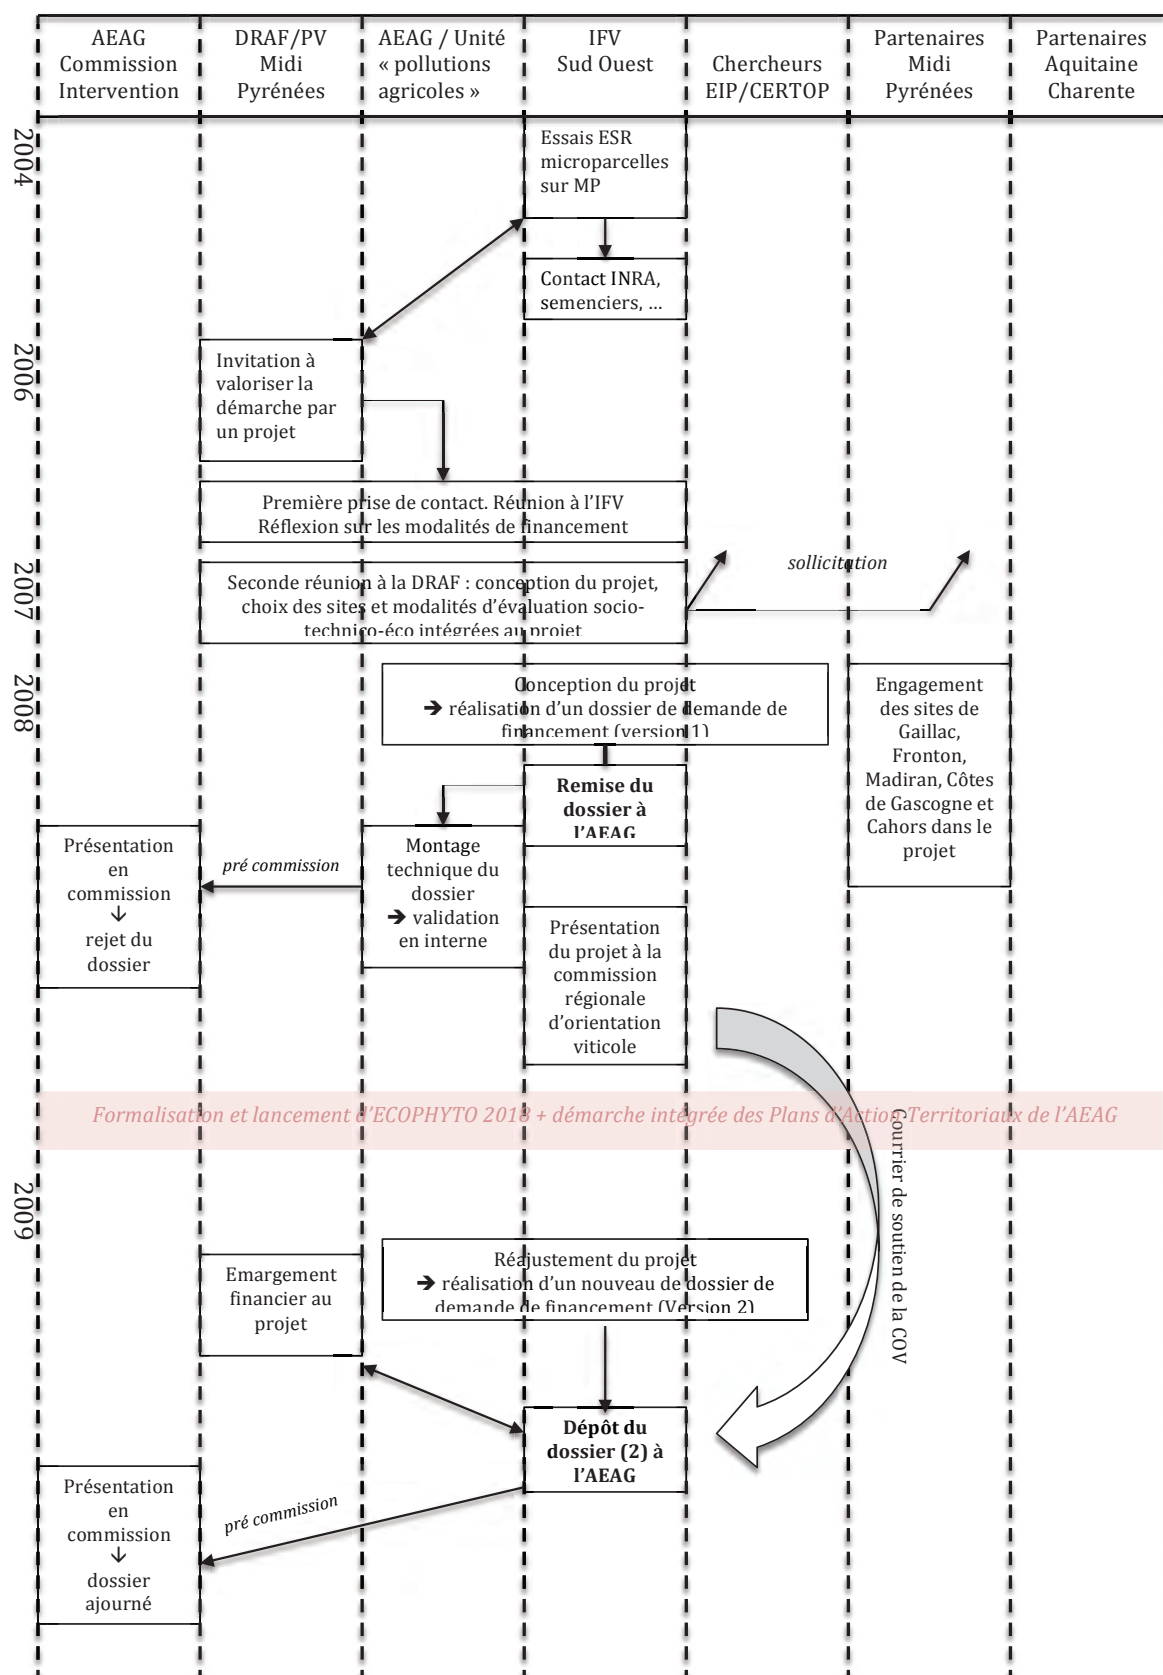 AEAG
Commission
Intervention
DRAF/PV
Midi
Pyrénées
AEAG / Unité
« pollutions
agricoles »
IFV
Sud Ouest
Chercheurs
EIP/CERTOP
Partenaires
Midi
Pyrénées
Partenaires
Aquitaine
Charente
2004
Essais ESR
microparcelles
sur MP
Contact INRA,
semenciers, ...
2006
Invitation à
valoriser la
démarche par
un projet
Première prise de contact. Réunion à l’IFV
Réflexion sur les modalités de financement
2007
Seconde réunion à la DRAF : conception du projet,
choix des sites et modalités d’évaluation socio-
technico-éco intégrées au projet
sollicitation
2008
Conception du projet
➔ réalisation d’un dossier de demande de
financement (version 1)
Engagement
des sites de
Gaillac,
Fronton,
Madiran, Côtes
de Gascogne et
Cahors dans le
projet
Remise du
dossier à
l’AEAG
Présentation
en
commission
↓
rejet du
dossier
pré commission
Montage
technique du
dossier
➔ validation
en interne
Présentation
du projet à la
commission
régionale
d’orientation
viticole
Formalisation et lancement d’ECOPHYTO 2018 + démarche intégrée des Plans d’Action Territoriaux de l’AEAG
Courrier de soutien de la COV
2009
Emargement
financier au
projet
Réajustement du projet
➔ réalisation d’un nouveau de dossier de
demande de financement (Version 2)
Dépôt du
dossier (2) à
l’AEAG
Présentation
en
commission
↓
dossier
ajourné
pré commission